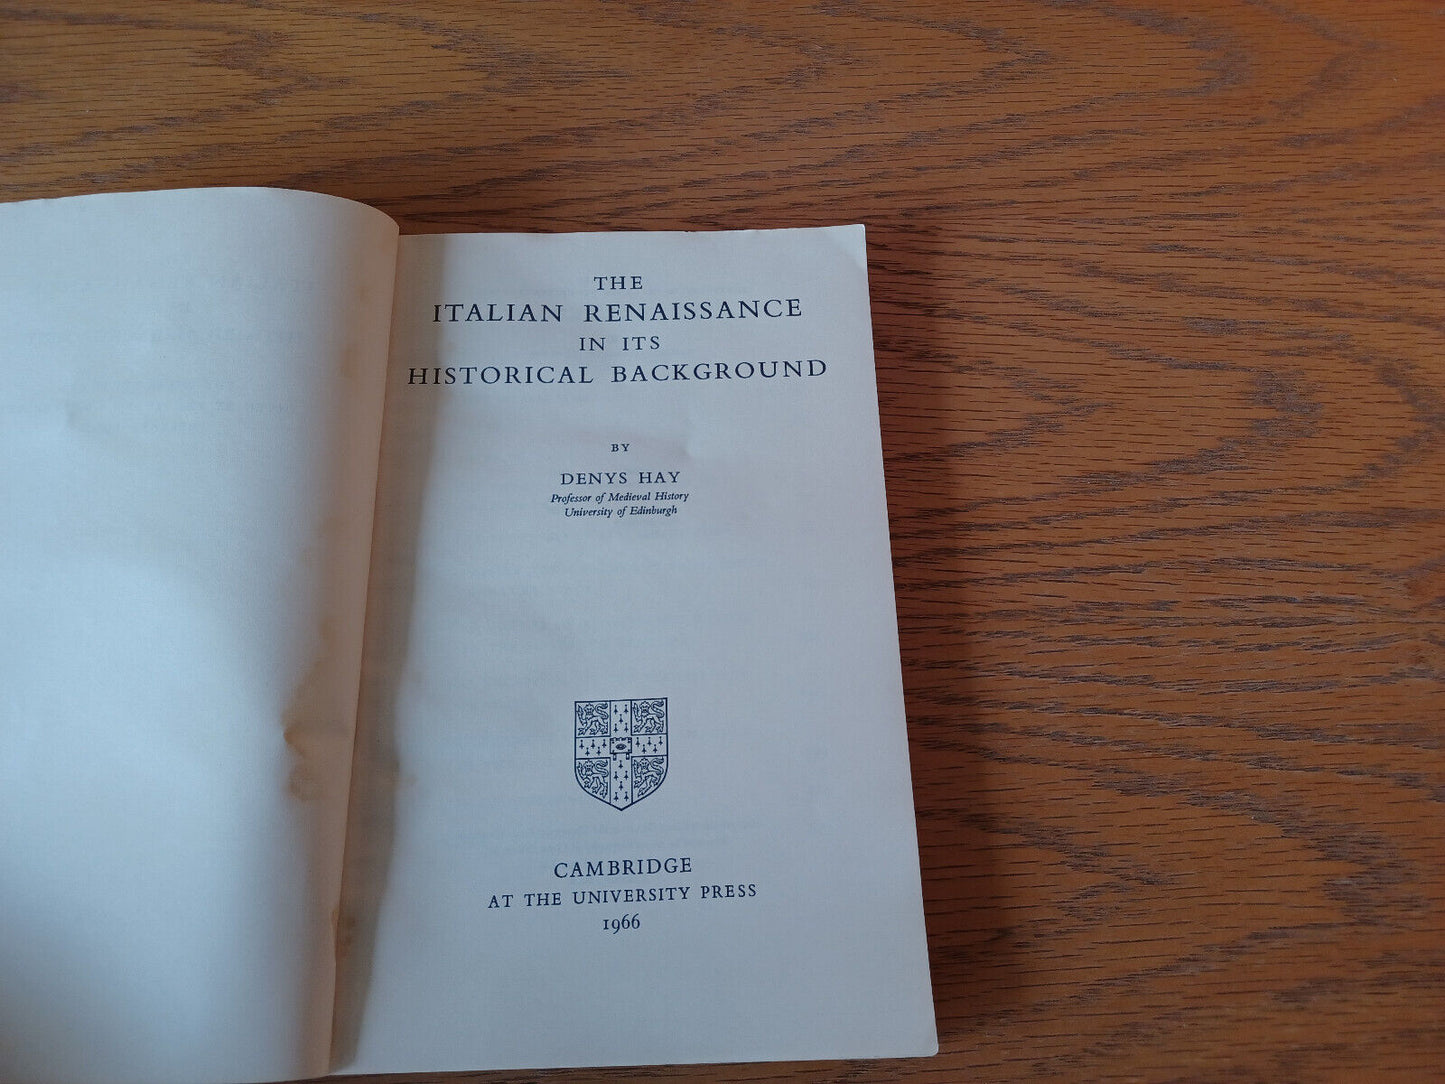 THE
ITALIAN RENAISSANCE
IN ITS
HISTORICAL BACKGROUND
BY
DENYS HAY
Professor of Medieval History
University of Edinburgh
CAMBRIDGE
AT THE UNIVERSITY PRESS
1966